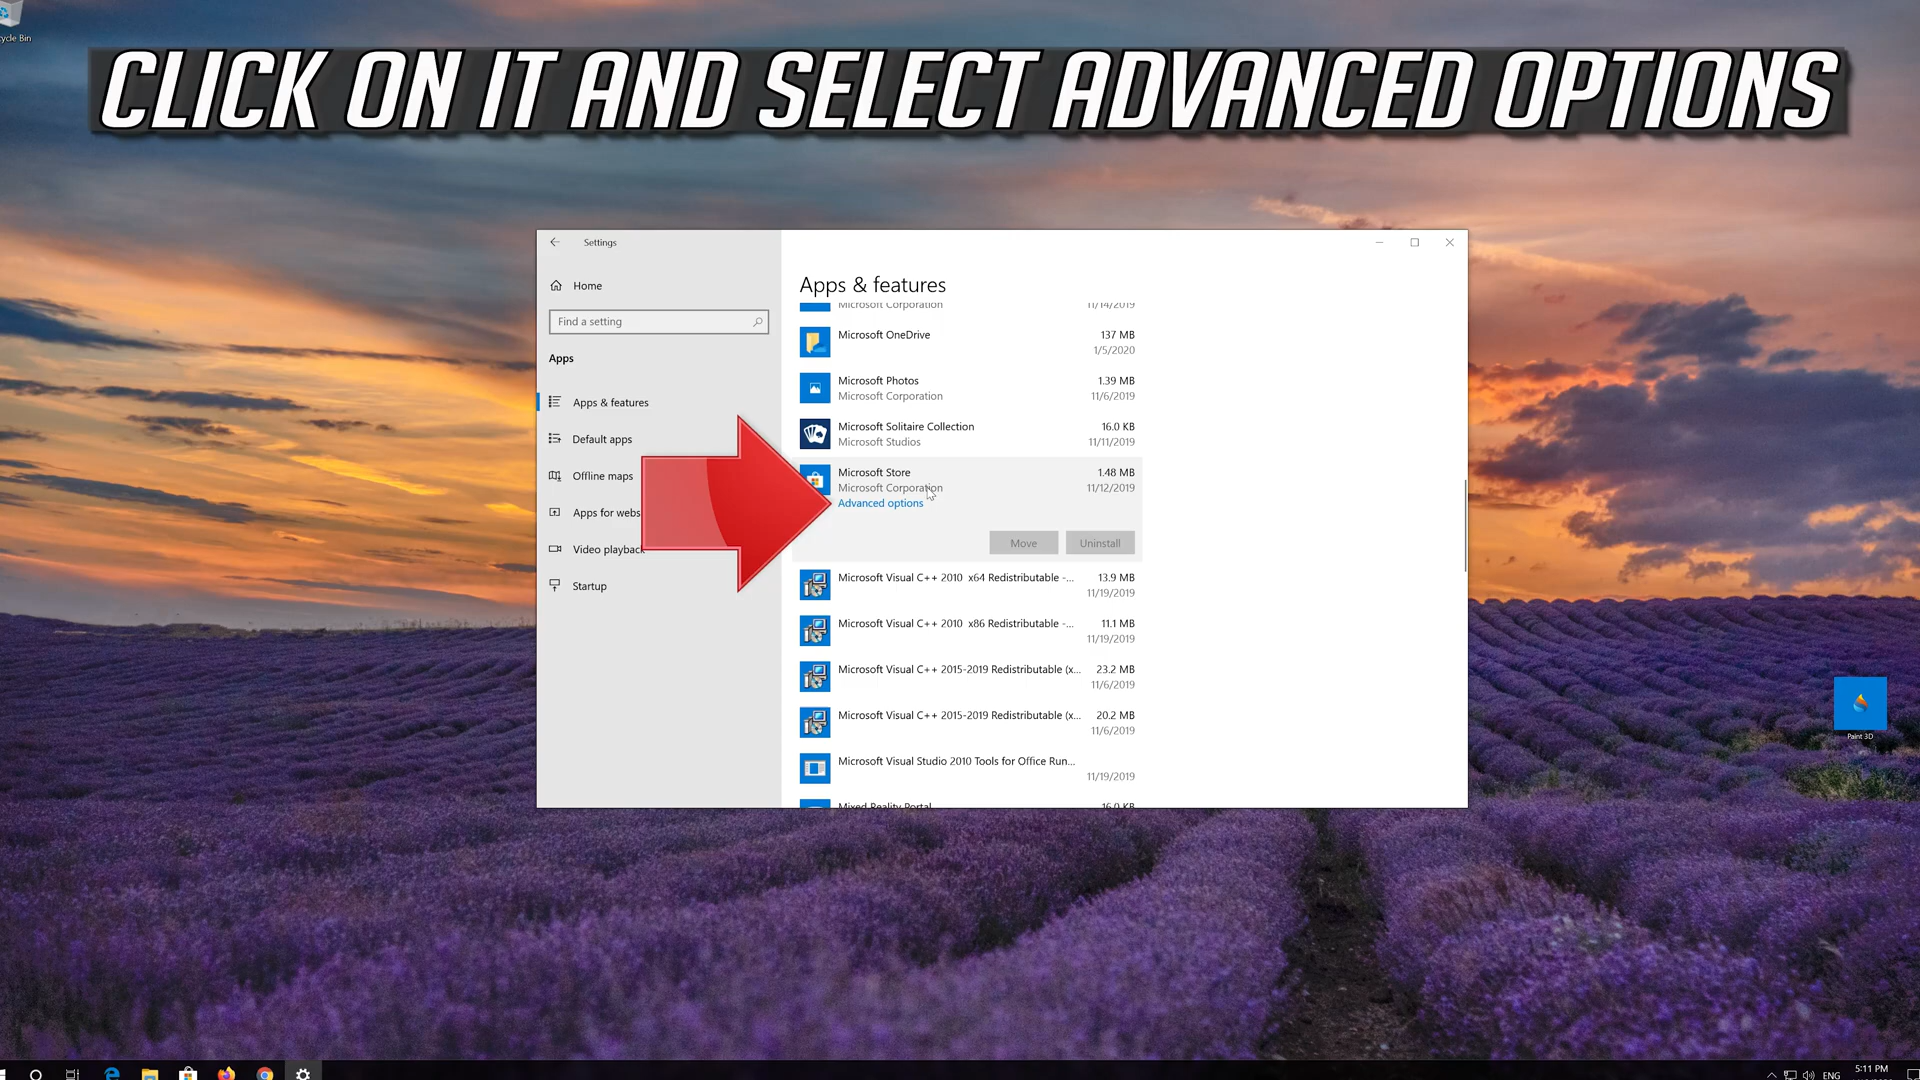 cycle Bin
CLICK ON IT AND SELECT ADVANCED OPTIONS
Settings
Home
Find a setting
Apps
Apps & features
Default apps
Offline maps
Apps for webs
Video playback
Startup
Apps & features
Microsoft Corporation 11/14/2019
Microsoft OneDrive 137 MB
1/5/2020
Microsoft Photos 1.39 MB
Microsoft Corporation 11/6/2019
Microsoft Solitaire Collection 16.0 KB
Microsoft Studios 11/11/2019
Microsoft Store 1.48 MB
Microsoft Corporation 11/12/2019
Advanced options
Move Uninstall
Microsoft Visual C++ 2010 x64 Redistributable -... 13.9 MB
11/19/2019
Microsoft Visual C++ 2010 x86 Redistributable -... 11.1 MB
11/19/2019
Microsoft Visual C++ 2015-2019 Redistributable (x... 23.2 MB
11/6/2019
Microsoft Visual C++ 2015-2019 Redistributable (x... 20.2 MB
11/6/2019
Microsoft Visual Studio 2010 Tools for Office Run...
11/19/2019
Mixed Reality Portal 16.0 KB
Paint 3D
ENG
5:11 PM